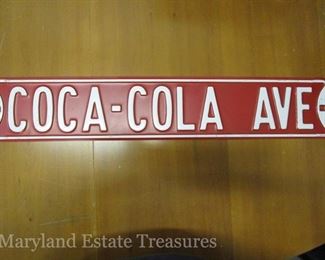 COCA-COLA AVE
Maryland Estate Treasures